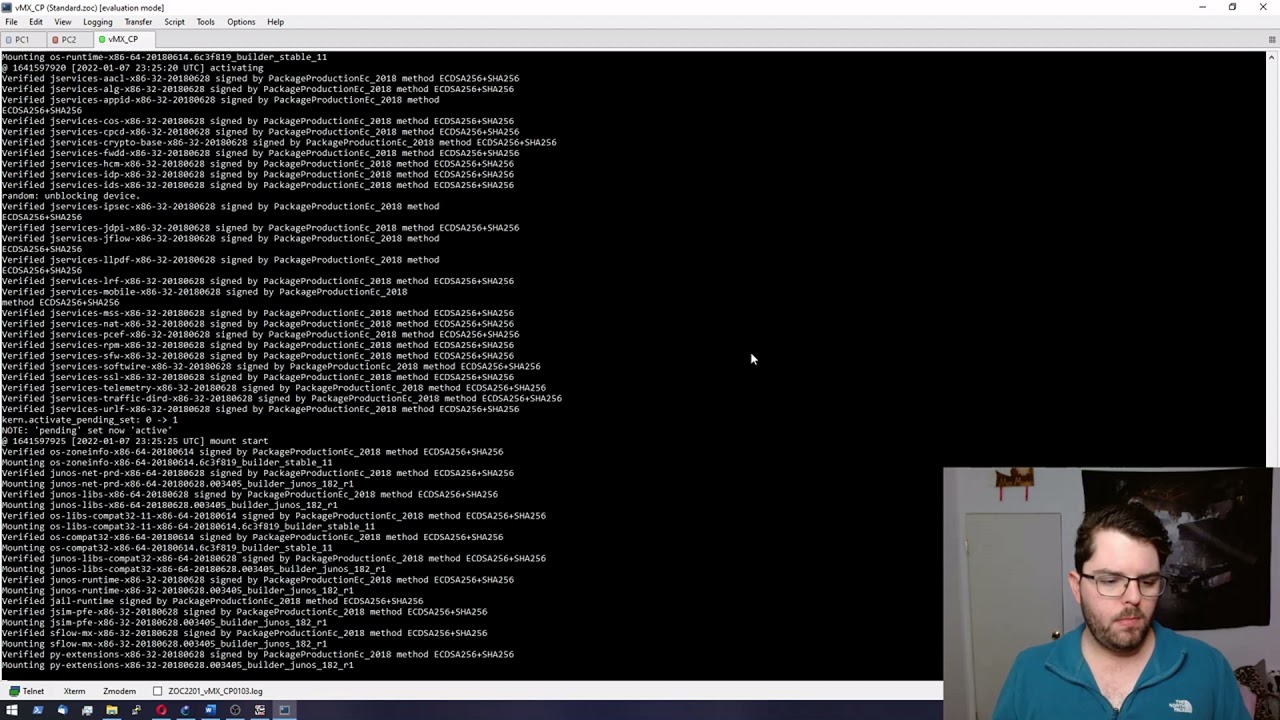 vMX_CP (Standard.zoc) [evaluation mode]
File Edit View Logging Transfer Script Tools Options Help
PC1 PC2 vMX_CP
Mounting os-runtime-x86-64-20180614.6c3f819_builder_stable_11
@ 1641597920 [2022-01-07 23:25:20 UTC] activating
Verified jservices-aacl-x86-32-20180628 signed by PackageProductionEc_2018 method ECDSA256+SHA256
Verified jservices-alg-x86-32-20180628 signed by PackageProductionEc_2018 method ECDSA256+SHA256
Verified jservices-appid-x86-32-20180628 signed by PackageProductionEc_2018 method
ECDSA256+SHA256
Verified jservices-cos-x86-32-20180628 signed by PackageProductionEc_2018 method ECDSA256+SHA256
Verified jservices-cpcd-x86-32-20180628 signed by PackageProductionEc_2018 method ECDSA256+SHA256
Verified jservices-crypto-base-x86-32-20180628 signed by PackageProductionEc_2018 method ECDSA256+SHA256
Verified jservices-fwdd-x86-32-20180628 signed by PackageProductionEc_2018 method ECDSA256+SHA256
Verified jservices-hcm-x86-32-20180628 signed by PackageProductionEc_2018 method ECDSA256+SHA256
Verified jservices-idp-x86-32-20180628 signed by PackageProductionEc_2018 method ECDSA256+SHA256
Verified jservices-ids-x86-32-20180628 signed by PackageProductionEc_2018 method ECDSA256+SHA256
random: unblocking device.
Verified jservices-ipsec-x86-32-20180628 signed by PackageProductionEc_2018 method
ECDSA256+SHA256
Verified jservices-jdpi-x86-32-20180628 signed by PackageProductionEc_2018 method ECDSA256+SHA256
Verified jservices-jflow-x86-32-20180628 signed by PackageProductionEc_2018 method
ECDSA256+SHA256
Verified jservices-llpdf-x86-32-20180628 signed by PackageProductionEc_2018 method
ECDSA256+SHA256
Verified jservices-lrf-x86-32-20180628 signed by PackageProductionEc_2018 method ECDSA256+SHA256
Verified jservices-mobile-x86-32-20180628 signed by PackageProductionEc_2018
method ECDSA256+SHA256
Verified jservices-mss-x86-32-20180628 signed by PackageProductionEc_2018 method ECDSA256+SHA256
Verified jservices-nat-x86-32-20180628 signed by PackageProductionEc_2018 method ECDSA256+SHA256
Verified jservices-pcef-x86-32-20180628 signed by PackageProductionEc_2018 method ECDSA256+SHA256
Verified jservices-rpm-x86-32-20180628 signed by PackageProductionEc_2018 method ECDSA256+SHA256
Verified jservices-sfw-x86-32-20180628 signed by PackageProductionEc_2018 method ECDSA256+SHA256
Verified jservices-softwire-x86-32-20180628 signed by PackageProductionEc_2018 method ECDSA256+SHA256
Verified jservices-ssl-x86-32-20180628 signed by PackageProductionEc_2018 method ECDSA256+SHA256
Verified jservices-telemetry-x86-32-20180628 signed by PackageProductionEc_2018 method ECDSA256+SHA256
Verified jservices-traffic-dird-x86-32-20180628 signed by PackageProductionEc_2018 method ECDSA256+SHA256
Verified jservices-urlf-x86-32-20180628 signed by PackageProductionEc_2018 method ECDSA256+SHA256
kern.activate_pending_set: 0 -> 1
NOTE: 'pending' set now 'active'
@ 1641597925 [2022-01-07 23:25:25 UTC] mount start
Verified os-zoneinfo-x86-64-20180614 signed by PackageProductionEc_2018 method ECDSA256+SHA256
Mounting os-zoneinfo-x86-64-20180614.6c3f819_builder_stable_11
Verified junos-net-prd-x86-64-20180628 signed by PackageProductionEc_2018 method ECDSA256+SHA256
Mounting junos-net-prd-x86-64-20180628.003405_builder_junos_182_r1
Verified junos-libs-x86-64-20180628 signed by PackageProductionEc_2018 method ECDSA256+SHA256
Mounting junos-libs-x86-64-20180628.003405_builder_junos_182_r1
Verified os-libs-compat32-11-x86-64-20180614 signed by PackageProductionEc_2018 method ECDSA256+SHA256
Mounting os-libs-compat32-11-x86-64-20180614.6c3f819_builder_stable_11
Verified os-compat32-x86-64-20180614 signed by PackageProductionEc_2018 method ECDSA256+SHA256
Mounting os-compat32-x86-64-20180614.6c3f819_builder_stable_11
Verified junos-libs-compat32-x86-64-20180628 signed by PackageProductionEc_2018 method ECDSA256+SHA256
Mounting junos-libs-compat32-x86-64-20180628.003405_builder_junos_182_r1
Verified junos-runtime-x86-32-20180628 signed by PackageProductionEc_2018 method ECDSA256+SHA256
Mounting junos-runtime-x86-32-20180628.003405_builder_junos_182_r1
Verified jail-runtime signed by PackageProductionEc_2018 method ECDSA256+SHA256
Verified jsim-pfe-x86-32-20180628 signed by PackageProductionEc_2018 method ECDSA256+SHA256
Mounting jsim-pfe-x86-32-20180628.003405_builder_junos_182_r1
Verified sflow-mx-x86-32-20180628 signed by PackageProductionEc_2018 method ECDSA256+SHA256
Mounting sflow-mx-x86-32-20180628.003405_builder_junos_182_r1
Verified py-extensions-x86-32-20180628 signed by PackageProductionEc_2018 method ECDSA256+SHA256
Mounting py-extensions-x86-32-20180628.003405_builder_junos_182_r1
Telnet Xterm Zmodem ZOC2201_vMX_CP0103.log